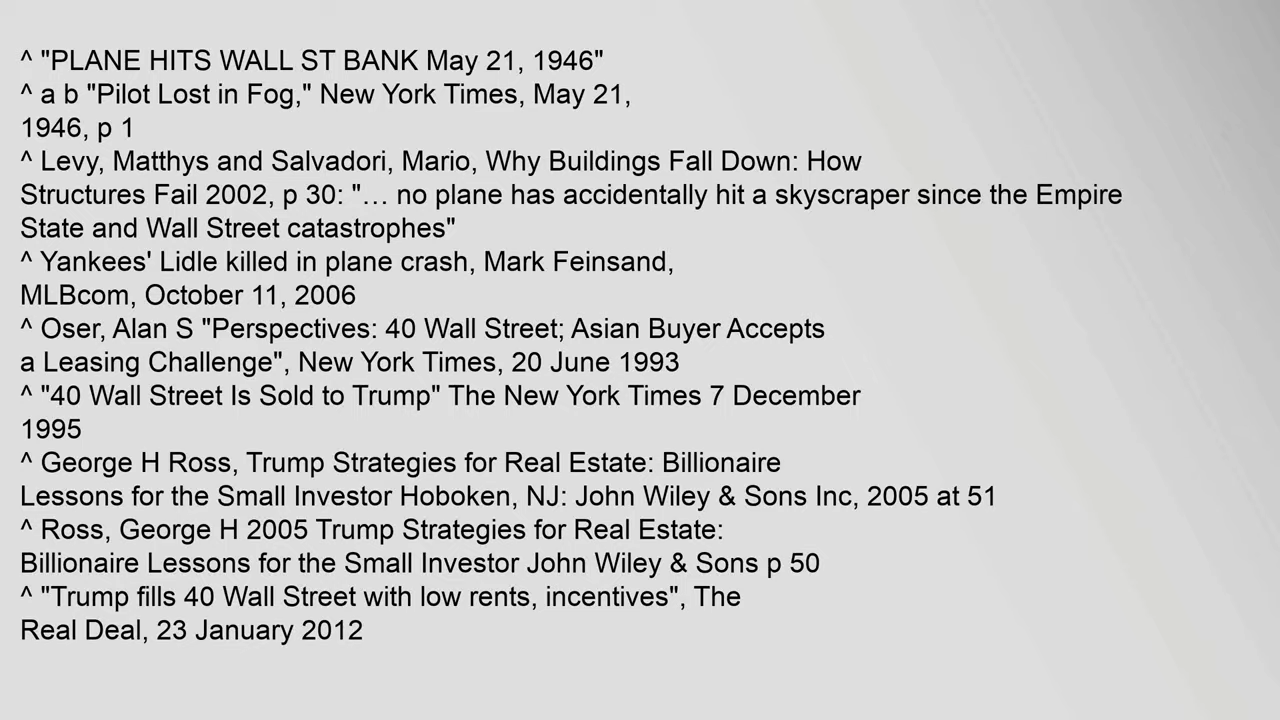 ^ "PLANE HITS WALL ST BANK May 21, 1946"
^ a b "Pilot Lost in Fog," New York Times, May 21,
1946, p 1
^ Levy, Matthys and Salvadori, Mario, Why Buildings Fall Down: How
Structures Fail 2002, p 30: "… no plane has accidentally hit a skyscraper since the Empire
State and Wall Street catastrophes"
^ Yankees' Lidle killed in plane crash, Mark Feinsand,
MLBcom, October 11, 2006
^ Oser, Alan S "Perspectives: 40 Wall Street; Asian Buyer Accepts
a Leasing Challenge", New York Times, 20 June 1993
^ "40 Wall Street Is Sold to Trump" The New York Times 7 December
1995
^ George H Ross, Trump Strategies for Real Estate: Billionaire
Lessons for the Small Investor Hoboken, NJ: John Wiley & Sons Inc, 2005 at 51
^ Ross, George H 2005 Trump Strategies for Real Estate:
Billionaire Lessons for the Small Investor John Wiley & Sons p 50
^ "Trump fills 40 Wall Street with low rents, incentives", The
Real Deal, 23 January 2012